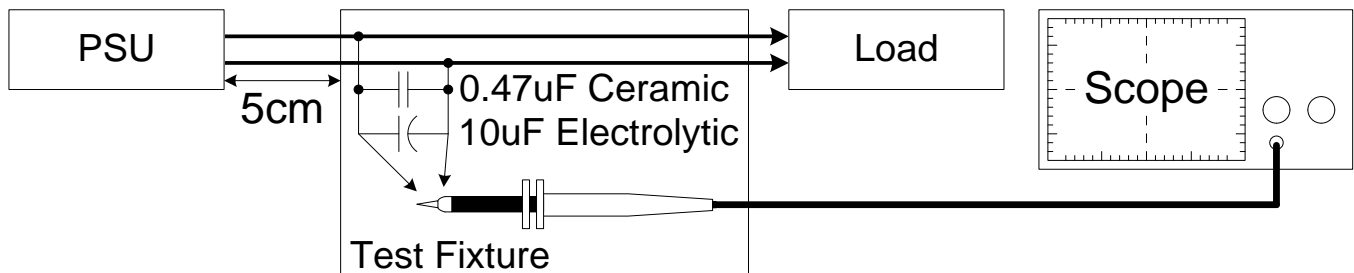 PSU
Load
Scope
5cm
0.47uF Ceramic
10uF Electrolytic
Test Fixture